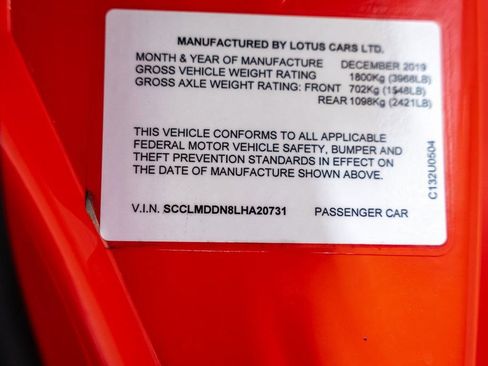 MANUFACTURED BY LOTUS CARS LTD.
MONTH & YEAR OF MANUFACTURE DECEMBER 2019
GROSS VEHICLE WEIGHT RATING 1800Kg (3968LB)
GROSS AXLE WEIGHT RATING: FRONT 702Kg (1548LB)
REAR 1098Kg (2421LB)
THIS VEHICLE CONFORMS TO ALL APPLICABLE
FEDERAL MOTOR VEHICLE SAFETY, BUMPER AND
THEFT PREVENTION STANDARDS IN EFFECT ON
THE DATE OF MANUFACTURE SHOWN ABOVE.
V.I.N. SCCLMDDN8LHA20731 PASSENGER CAR
C132U0504